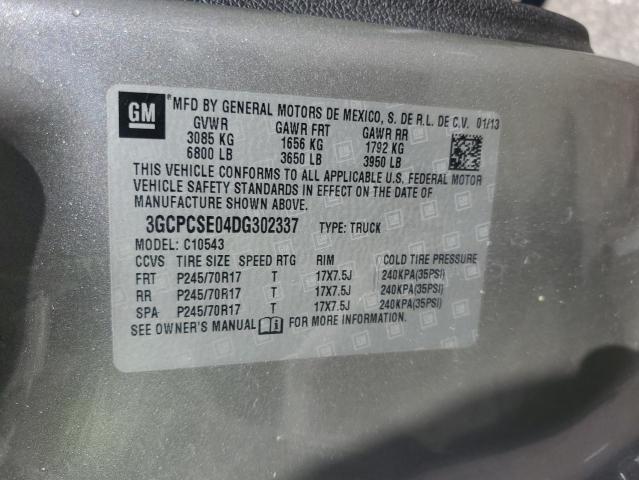 GM
MFD BY GENERAL MOTORS DE MEXICO, S. DE R.L. DE C.V. 01/13
GVWR GAWR FRT GAWR RR
3085 KG 1656 KG 1792 KG
6800 LB 3650 LB 3950 LB
THIS VEHICLE CONFORMS TO ALL APPLICABLE U.S. FEDERAL MOTOR
VEHICLE SAFETY STANDARDS IN EFFECT ON THE DATE OF
MANUFACTURE SHOWN ABOVE.
3GCPCSE04DG302337 TYPE: TRUCK
MODEL: C10543
CCVS TIRE SIZE SPEED RTG RIM COLD TIRE PRESSURE
FRT P245/70R17 T 17X7.5J 240KPA(35PSI)
RR P245/70R17 T 17X7.5J 240KPA(35PSI)
SPA P245/70R17 T 17X7.5J 240KPA(35PSI)
SEE OWNER'S MANUAL FOR MORE INFORMATION.